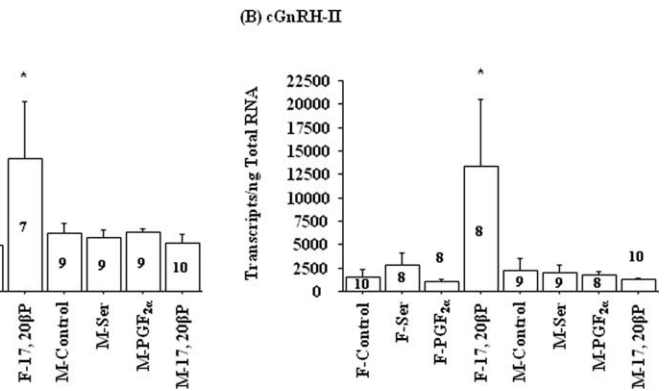 (B) cGnRH-II
*
7
9
9
9
10
F-17, 20βP
M-Control
M-Ser
M-PGF2α
M-17, 20βP
Transcripts/ng Total RNA
22500
20000
17500
15000
12500
10000
7500
5000
2500
0
*
10
8
8
8
9
9
8
10
F-Control
F-Ser
F-PGF2α
F-17, 20βP
M-Control
M-Ser
M-PGF2α
M-17, 20βP